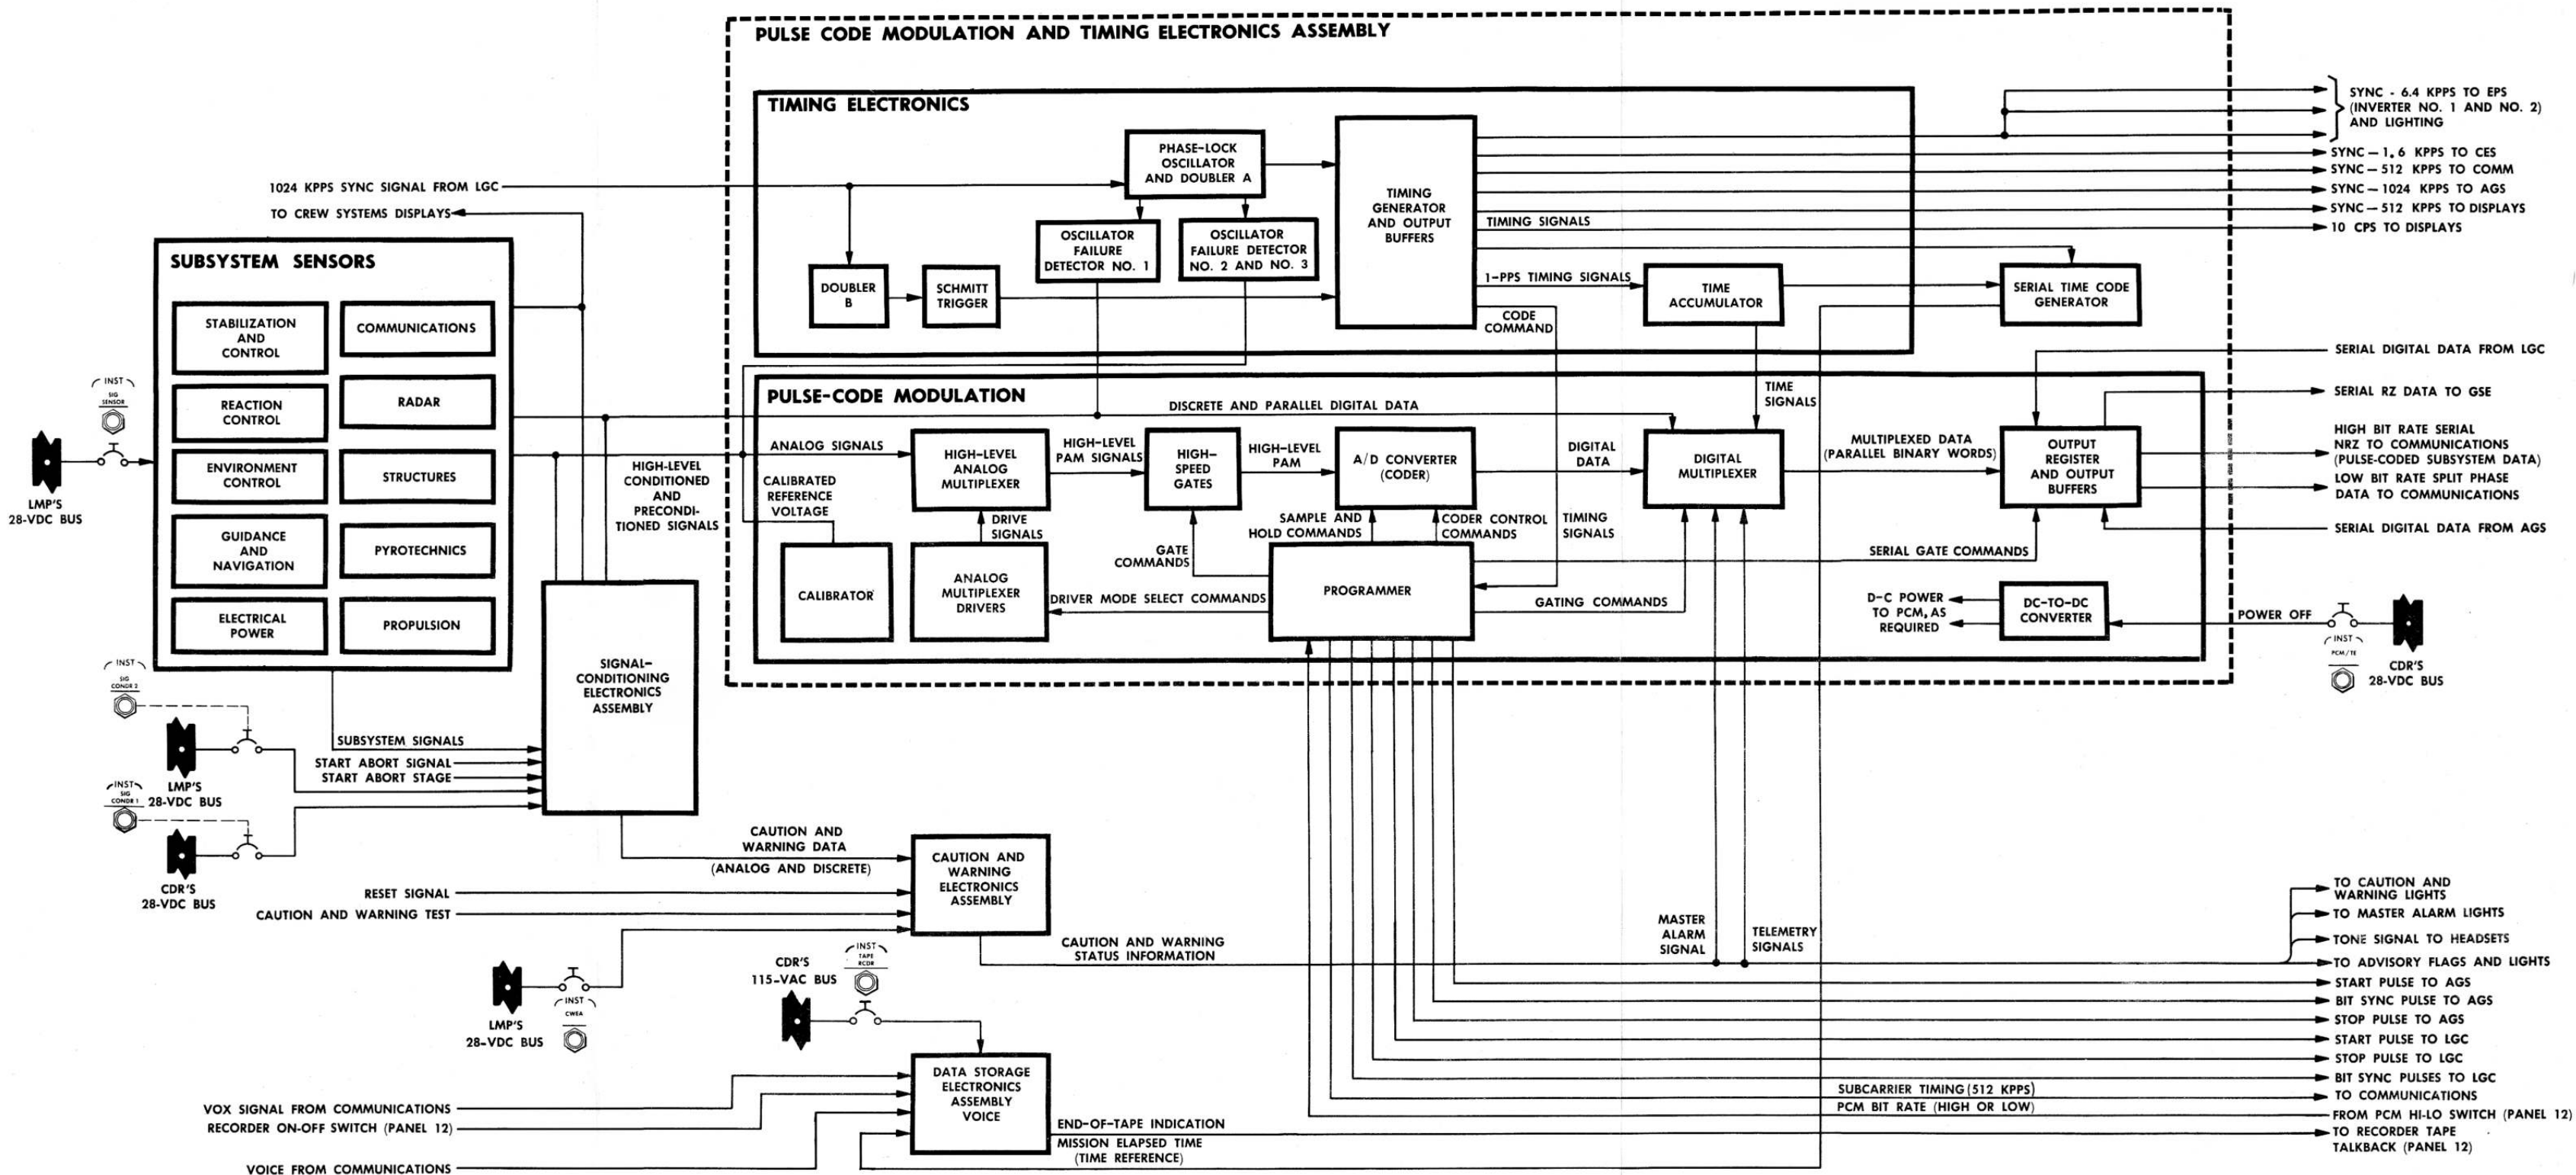 PULSE CODE MODULATION AND TIMING ELECTRONICS ASSEMBLY
TIMING ELECTRONICS
PHASE-LOCK
OSCILLATOR
AND DOUBLER A
TIMING
GENERATOR
AND OUTPUT
BUFFERS
OSCILLATOR
FAILURE
DETECTOR NO. 1
OSCILLATOR
FAILURE DETECTOR
NO. 2 AND NO. 3
DOUBLER
B
SCHMITT
TRIGGER
TIMING SIGNALS
1-PPS TIMING SIGNALS
CODE
COMMAND
TIME
ACCUMULATOR
SERIAL TIME CODE
GENERATOR
SYNC - 6.4 KPPS TO EPS
(INVERTER NO. 1 AND NO. 2)
AND LIGHTING
SYNC — 1.6 KPPS TO CES
SYNC — 512 KPPS TO COMM
SYNC — 1024 KPPS TO AGS
SYNC — 512 KPPS TO DISPLAYS
10 CPS TO DISPLAYS
1024 KPPS SYNC SIGNAL FROM LGC
TO CREW SYSTEMS DISPLAYS
SUBSYSTEM SENSORS
STABILIZATION
AND
CONTROL
COMMUNICATIONS
REACTION
CONTROL
RADAR
ENVIRONMENT
CONTROL
STRUCTURES
GUIDANCE
AND
NAVIGATION
PYROTECHNICS
ELECTRICAL
POWER
PROPULSION
INST
SIG
SENSOR
LMP'S
28-VDC BUS
PULSE-CODE MODULATION
DISCRETE AND PARALLEL DIGITAL DATA
TIME
SIGNALS
ANALOG SIGNALS
HIGH-LEVEL
CONDITIONED
AND
PRECONDI-
TIONED SIGNALS
CALIBRATED
REFERENCE
VOLTAGE
HIGH-LEVEL
ANALOG
MULTIPLEXER
HIGH-LEVEL
PAM SIGNALS
HIGH-
SPEED
GATES
HIGH-LEVEL
PAM
A/D CONVERTER
(CODER)
DIGITAL
DATA
DIGITAL
MULTIPLEXER
MULTIPLEXED DATA
(PARALLEL BINARY WORDS)
OUTPUT
REGISTER
AND OUTPUT
BUFFERS
DRIVE
SIGNALS
GATE
COMMANDS
SAMPLE AND
HOLD COMMANDS
CODER CONTROL
COMMANDS
TIMING
SIGNALS
SERIAL GATE COMMANDS
CALIBRATOR
ANALOG
MULTIPLEXER
DRIVERS
DRIVER MODE SELECT COMMANDS
PROGRAMMER
GATING COMMANDS
D-C POWER
TO PCM, AS
REQUIRED
DC-TO-DC
CONVERTER
SERIAL DIGITAL DATA FROM LGC
SERIAL RZ DATA TO GSE
HIGH BIT RATE SERIAL
NRZ TO COMMUNICATIONS
(PULSE-CODED SUBSYSTEM DATA)
LOW BIT RATE SPLIT PHASE
DATA TO COMMUNICATIONS
SERIAL DIGITAL DATA FROM AGS
POWER OFF
INST
PCM/TE
CDR'S
28-VDC BUS
SIGNAL-
CONDITIONING
ELECTRONICS
ASSEMBLY
INST
SIG
CONDR 2
LMP'S
28-VDC BUS
INST
SIG
CONDR 1
CDR'S
28-VDC BUS
SUBSYSTEM SIGNALS
START ABORT SIGNAL
START ABORT STAGE
CAUTION AND
WARNING DATA
(ANALOG AND DISCRETE)
RESET SIGNAL
CAUTION AND WARNING TEST
CAUTION AND
WARNING
ELECTRONICS
ASSEMBLY
LMP'S
28-VDC BUS
INST
CWEA
CAUTION AND WARNING
STATUS INFORMATION
MASTER
ALARM
SIGNAL
TELEMETRY
SIGNALS
CDR'S
115-VAC BUS
INST
TAPE
RCDR
DATA STORAGE
ELECTRONICS
ASSEMBLY
VOICE
VOX SIGNAL FROM COMMUNICATIONS
RECORDER ON-OFF SWITCH (PANEL 12)
VOICE FROM COMMUNICATIONS
END-OF-TAPE INDICATION
MISSION ELAPSED TIME
(TIME REFERENCE)
SUBCARRIER TIMING (512 KPPS)
PCM BIT RATE (HIGH OR LOW)
TO CAUTION AND
WARNING LIGHTS
TO MASTER ALARM LIGHTS
TONE SIGNAL TO HEADSETS
TO ADVISORY FLAGS AND LIGHTS
START PULSE TO AGS
BIT SYNC PULSE TO AGS
STOP PULSE TO AGS
START PULSE TO LGC
STOP PULSE TO LGC
BIT SYNC PULSES TO LGC
TO COMMUNICATIONS
FROM PCM HI-LO SWITCH (PANEL 12)
TO RECORDER TAPE
TALKBACK (PANEL 12)